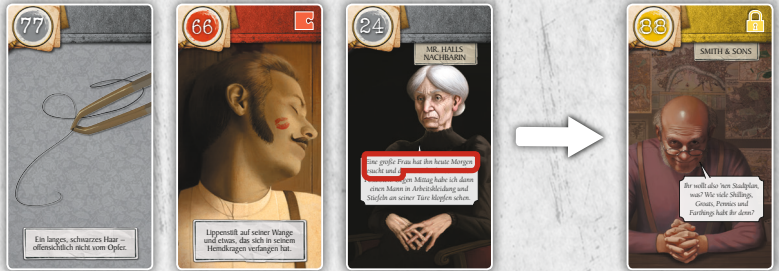 77
Ein langes, schwarzes Haar –
offensichtlich nicht vom Opfer.
66
Lippenstift auf seiner Wange
und etwas, das sich in seinem
Hemdkragen verfangen hat.
24
MR. HALLS
NACHBARIN
Eine große Frau hat ihn heute Morgen
sucht und
gen Mittag habe ich dann
einen Mann in Arbeitskleidung und
Stiefeln an seiner Türe klopfen sehen.
88
SMITH & SONS
Ihr wollt also 'nen Stadtplan,
was? Wie viele Shillings,
Groats, Pennies und
Farthings habt ihr denn?